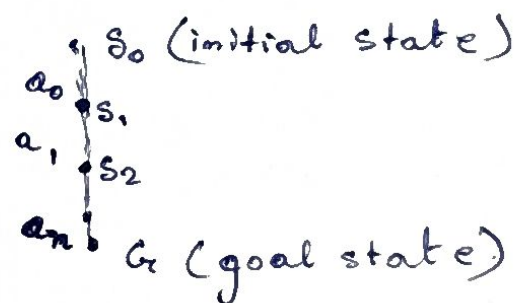 S₀ (initial state)
a₀
S₁
a₁
S₂
aₙ
G (goal state)